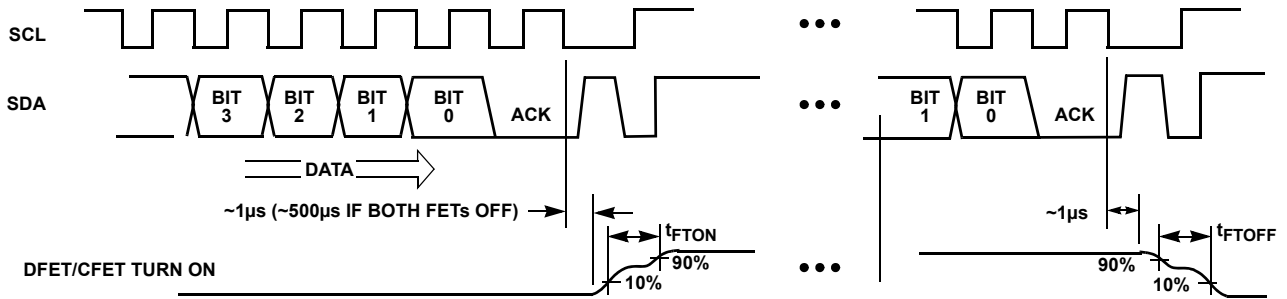 SCL
•••
SDA
BIT 3
BIT 2
BIT 1
BIT 0
ACK
•••
BIT 1
BIT 0
ACK
DATA
~1µs (~500µs IF BOTH FETs OFF)
~1µs
tFTON
tFTOFF
DFET/CFET TURN ON
10%
90%
•••
90%
10%